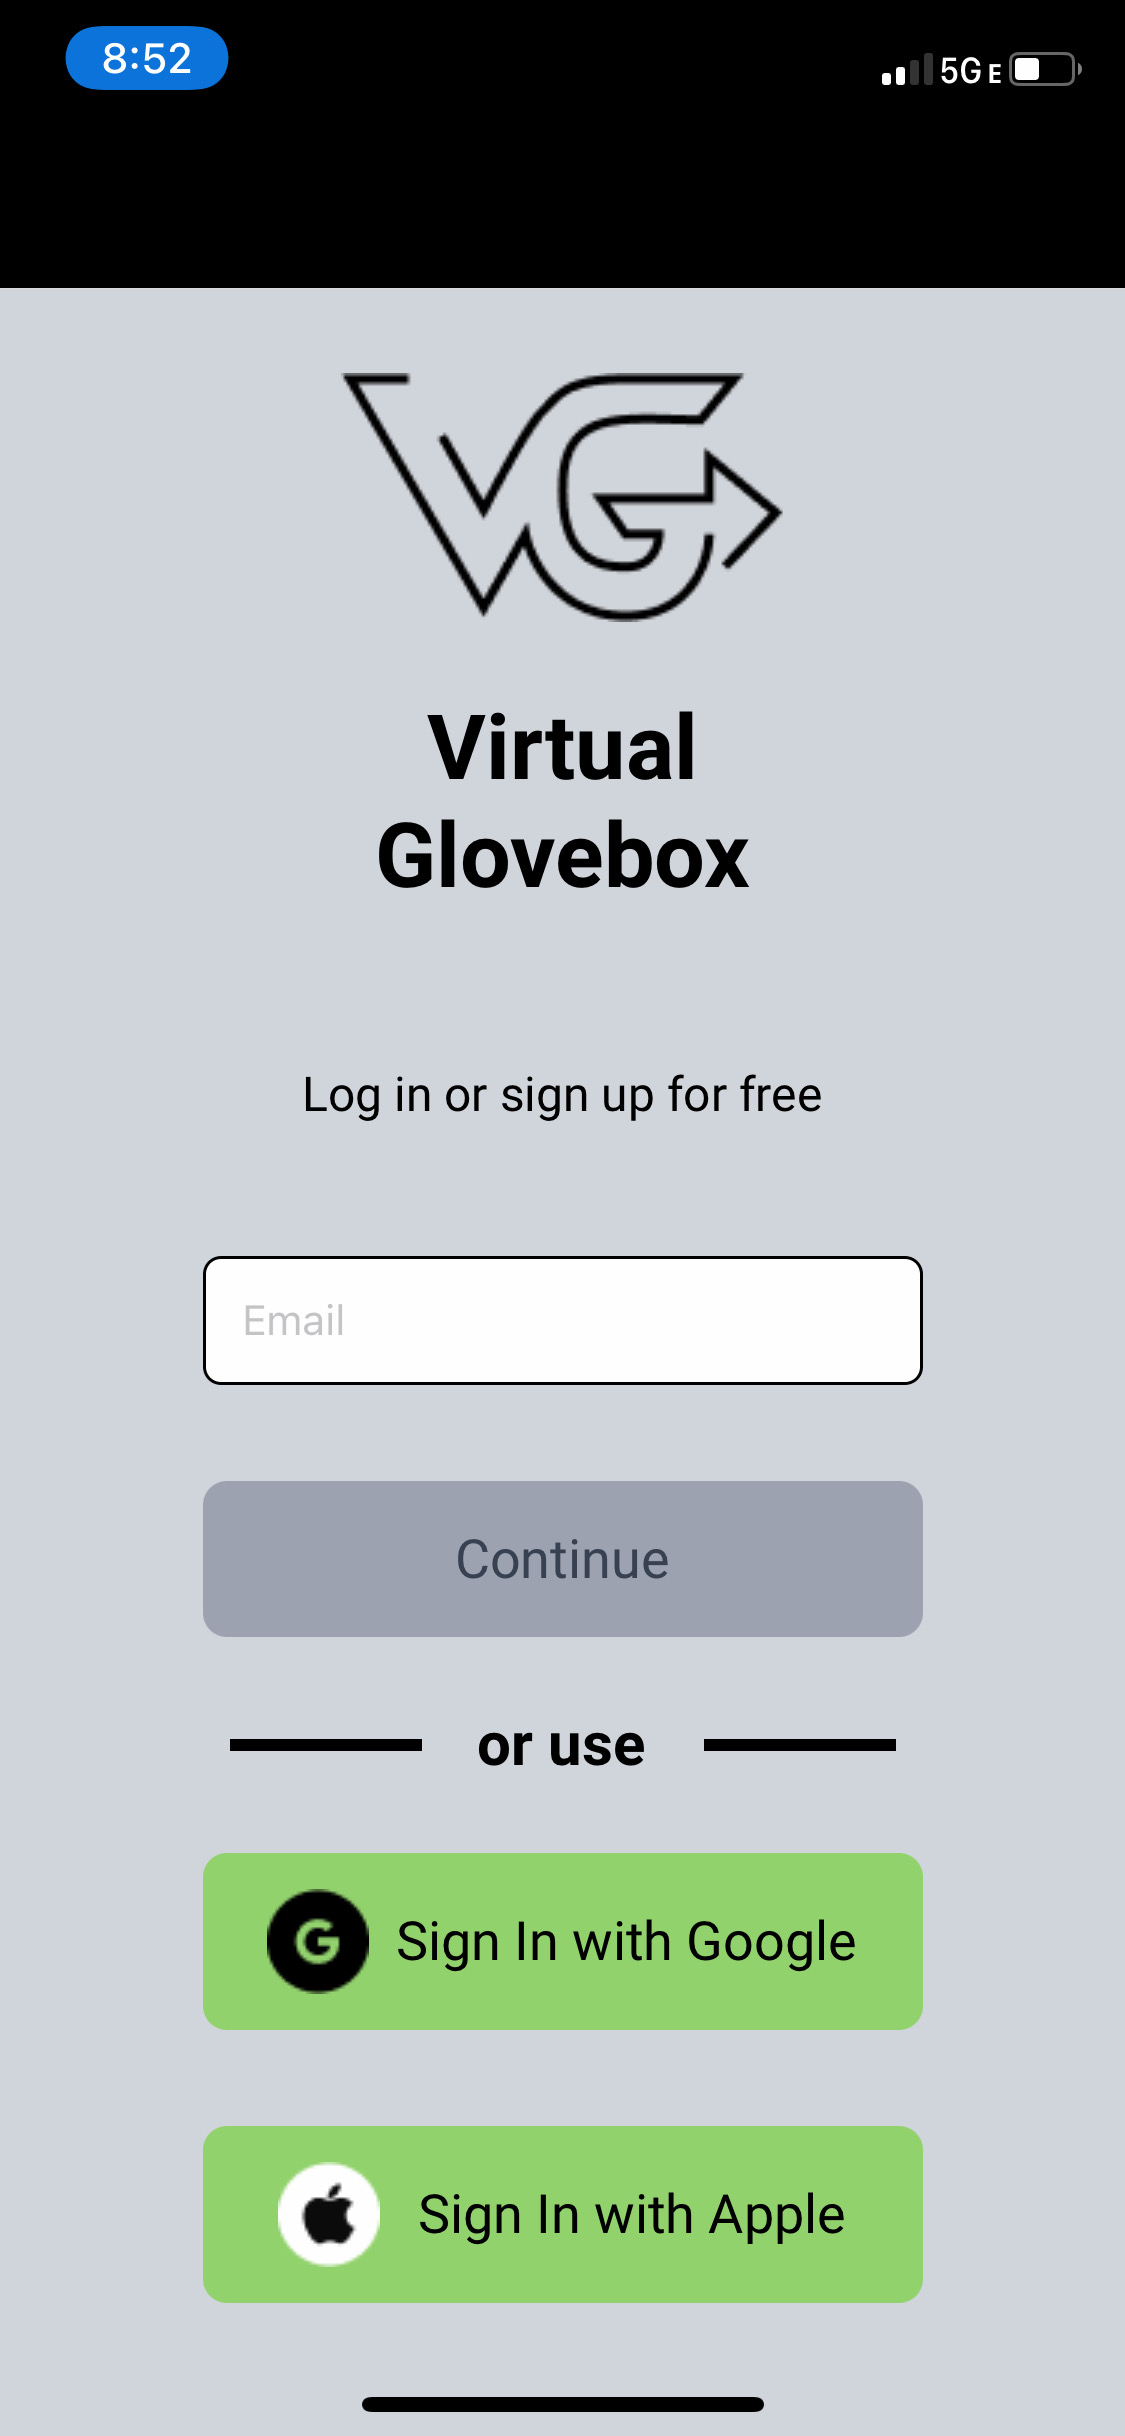 8:52
5G E
VG
Virtual
Glovebox
Log in or sign up for free
Email
Continue
or use
G Sign In with Google
Sign In with Apple